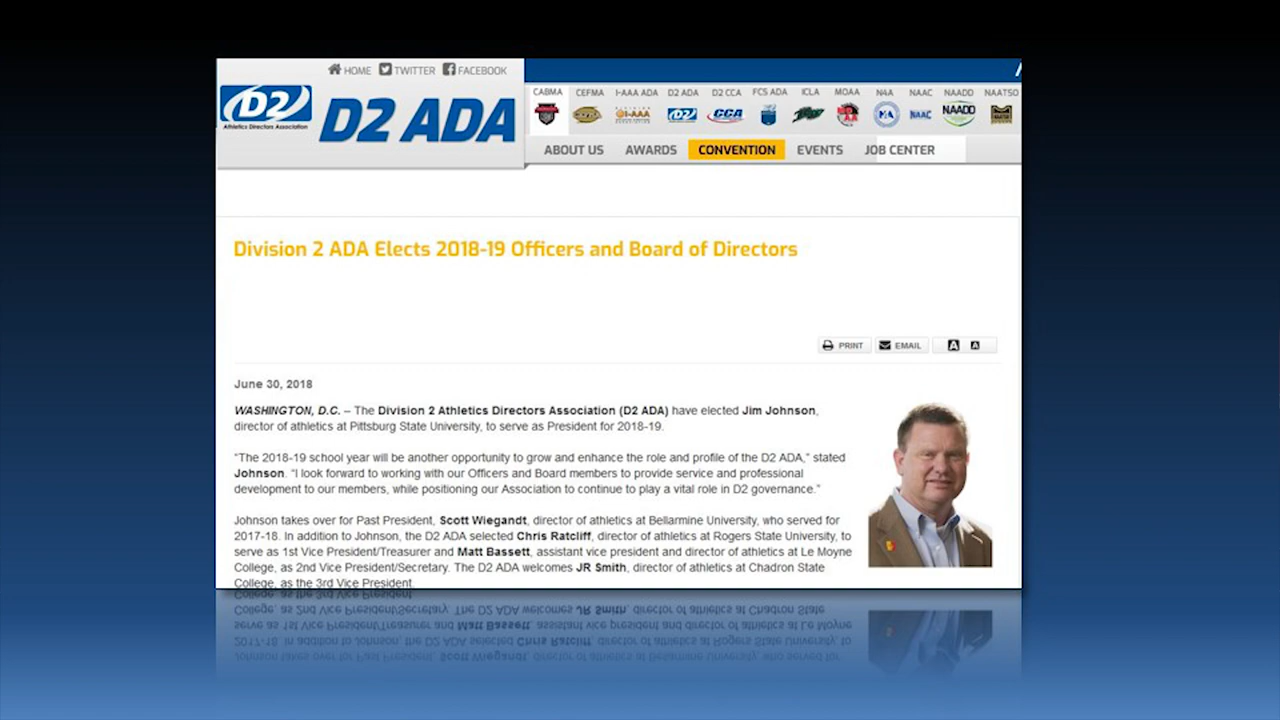 HOME TWITTER FACEBOOK
D2
Athletics Directors Association
D2 ADA
CABMA CEFMA I-AAA ADA D2 ADA D2 CCA FCS ADA ICLA MOAA N4A NAAC NAADD NAATSO
ABOUT US AWARDS CONVENTION EVENTS JOB CENTER
Division 2 ADA Elects 2018-19 Officers and Board of Directors
PRINT EMAIL A A
June 30, 2018
WASHINGTON, D.C. – The Division 2 Athletics Directors Association (D2 ADA) have elected Jim Johnson,
director of athletics at Pittsburg State University, to serve as President for 2018-19.
“The 2018-19 school year will be another opportunity to grow and enhance the role and profile of the D2 ADA,” stated
Johnson. “I look forward to working with our Officers and Board members to provide service and professional
development to our members, while positioning our Association to continue to play a vital role in D2 governance.”
Johnson takes over for Past President, Scott Wiegandt, director of athletics at Bellarmine University, who served for
2017-18. In addition to Johnson, the D2 ADA selected Chris Ratcliff, director of athletics at Rogers State University, to
serve as 1st Vice President/Treasurer and Matt Bassett, assistant vice president and director of athletics at Le Moyne
College, as 2nd Vice President/Secretary. The D2 ADA welcomes JR Smith, director of athletics at Chadron State
College, as the 3rd Vice President.